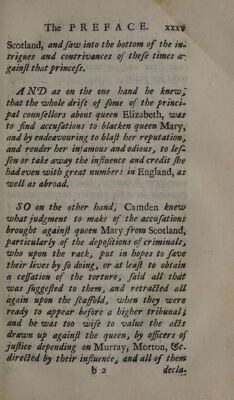 The PREFACE. xxxv
Scotland, and ſaw into the bottom of the in-
trigues and contrivances of theſe times a-
gainſt that princeſs.
AND as on the one hand he knew,
that the whole drift of ſome of the princi-
pal counſellors about queen Elizabeth, was
to find accuſations to blacken queen Mary,
and by endeavouring to blaſt her reputation,
and render her infamous and odious, to leſ-
ſen or take away the influence and credit ſhe
had even with great numbers in England, as
well as abroad.
SO on the other hand, Camden knew
what judgment to make of the accuſations
brought againſt queen Mary from Scotland,
particularly of the depoſitions of criminals,
who upon the rack, put in hopes to ſave
their lives by ſo doing, or at leaſt to obtain
a ceſſation of the torture, ſaid all that
was ſuggeſted to them, and retracted all
again upon the ſcaffold, when they were
ready to appear before a higher tribunal;
and he was too wiſe to value the acts
drawn up againſt the queen, by officers of
juſtice depending on Murray, Morton, &c.
directed by their influence, and all of them
b 2 decla-